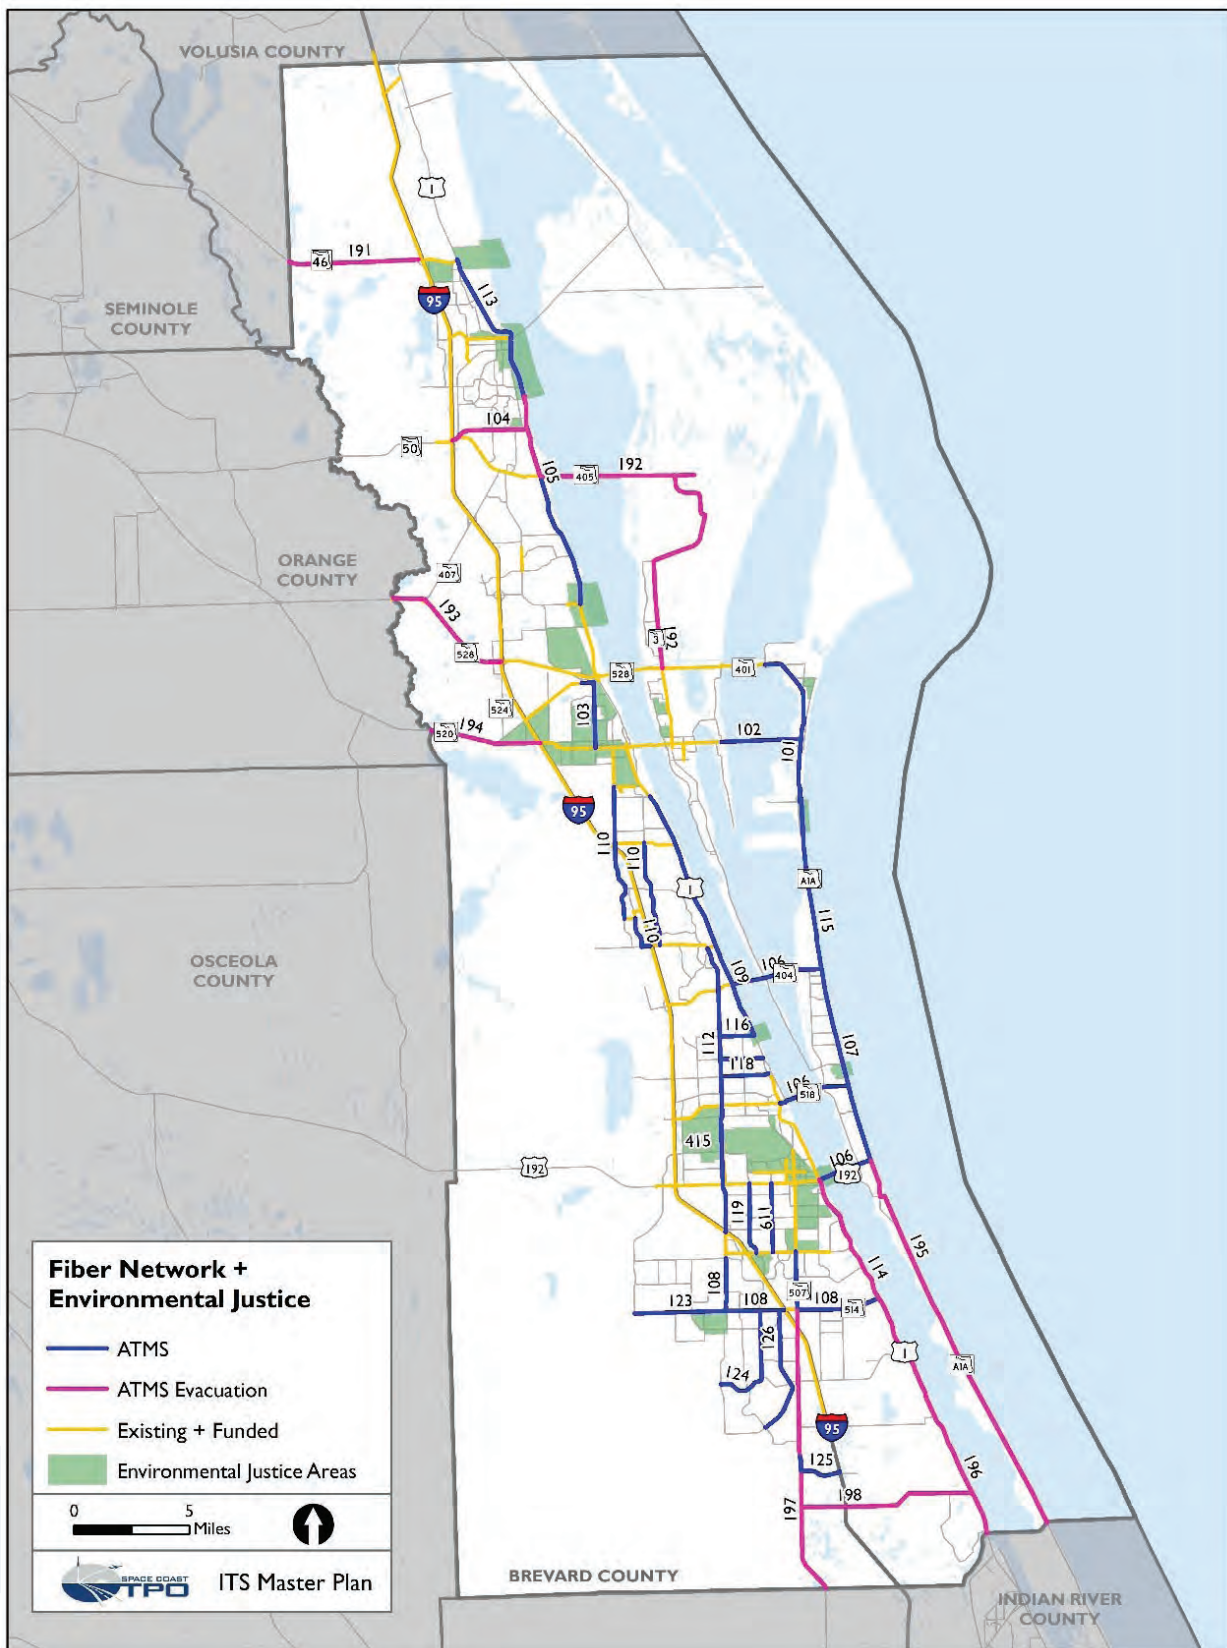 VOLUSIA COUNTY
1
191
46
113
95
SEMINOLE
COUNTY
104
50
105
405
192
ORANGE
COUNTY
407
193
3
192
528
528
401
524
103
194
520
102
101
95
110
110
1
A1A
115
110
OSCEOLA
COUNTY
109
106
404
116
112
107
118
106
518
415
192
106
192
119
611
195
114
108
123
108
507
108
514
126
1
124
A1A
95
125
196
198
197
Fiber Network +
Environmental Justice
ATMS
ATMS Evacuation
Existing + Funded
Environmental Justice Areas
0 5
Miles
SPACE COAST
TPO
ITS Master Plan
BREVARD COUNTY
INDIAN RIVER
COUNTY